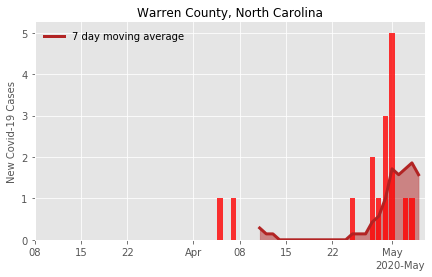 Warren County, North Carolina
7 day moving average
New Covid-19 Cases
5
4
3
2
1
0
08 15 22 Apr 08 15 22 May
2020-May